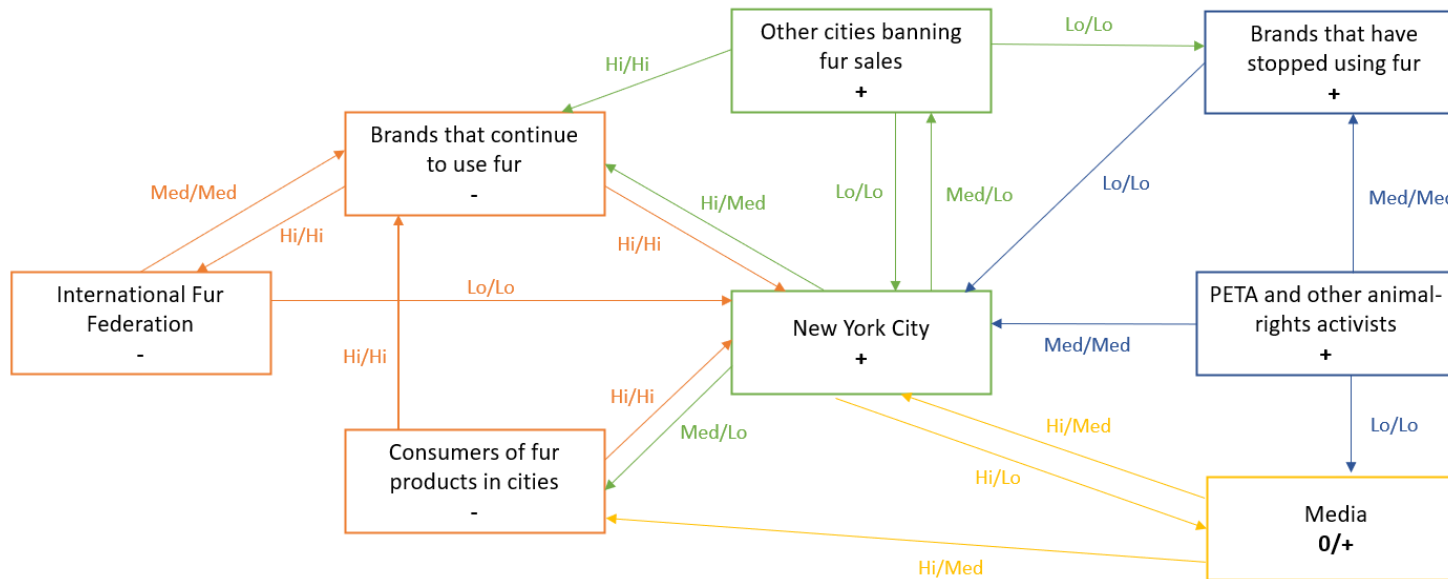 Other cities banning
fur sales
+
Lo/Lo
Brands that have
stopped using fur
+
Hi/Hi
Brands that continue
to use fur
-
Med/Med
Hi/Hi
Hi/Med
Hi/Hi
Lo/Lo
Med/Lo
Lo/Lo
Med/Med
International Fur
Federation
-
Lo/Lo
New York City
+
PETA and other animal-
rights activists
+
Med/Med
Hi/Hi
Hi/Hi
Med/Lo
Consumers of fur
products in cities
-
Hi/Med
Hi/Lo
Lo/Lo
Media
0/+
Hi/Med